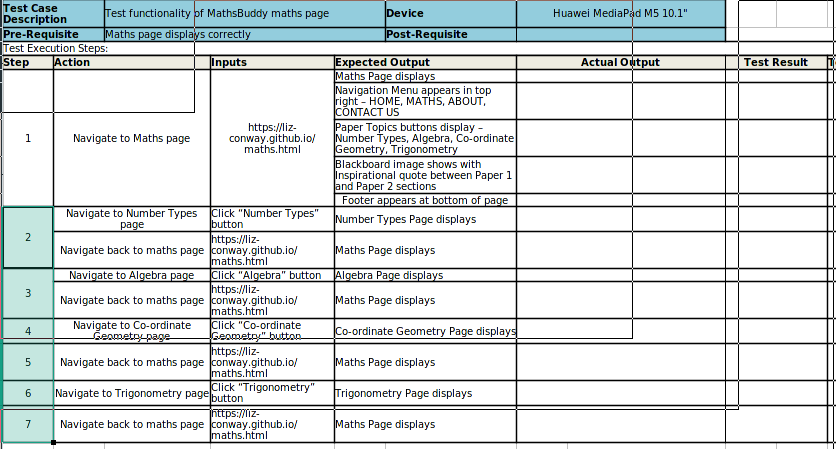 Test Case
Description
Test functionality of MathsBuddy maths page
Device
Huawei MediaPad M5 10.1"
Pre-Requisite
Maths page displays correctly
Post-Requisite
Test Execution Steps:
Step
Action
Inputs
Expected Output
Actual Output
Test Result
1
Navigate to Maths page
https://liz-
conway.github.io/
maths.html
Maths Page displays
Navigation Menu appears in top
right – HOME, MATHS, ABOUT,
CONTACT US
Paper Topics buttons display –
Number Types, Algebra, Co-ordinate
Geometry, Trigonometry
Blackboard image shows with
Inspirational quote between Paper 1
and Paper 2 sections
Footer appears at bottom of page
2
Navigate to Number Types
page
Click “Number Types”
button
Number Types Page displays
Navigate back to maths page
https://liz-
conway.github.io/
maths.html
Maths Page displays
3
Navigate to Algebra page
Click “Algebra” button
Algebra Page displays
Navigate back to maths page
https://liz-
conway.github.io/
maths.html
Maths Page displays
4
Navigate to Co-ordinate
Geometry page
Click “Co-ordinate
Geometry” button
Co-ordinate Geometry Page displays
5
Navigate back to maths page
https://liz-
conway.github.io/
maths.html
Maths Page displays
6
Navigate to Trigonometry page
Click “Trigonometry”
button
Trigonometry Page displays
7
Navigate back to maths page
https://liz-
conway.github.io/
maths.html
Maths Page displays